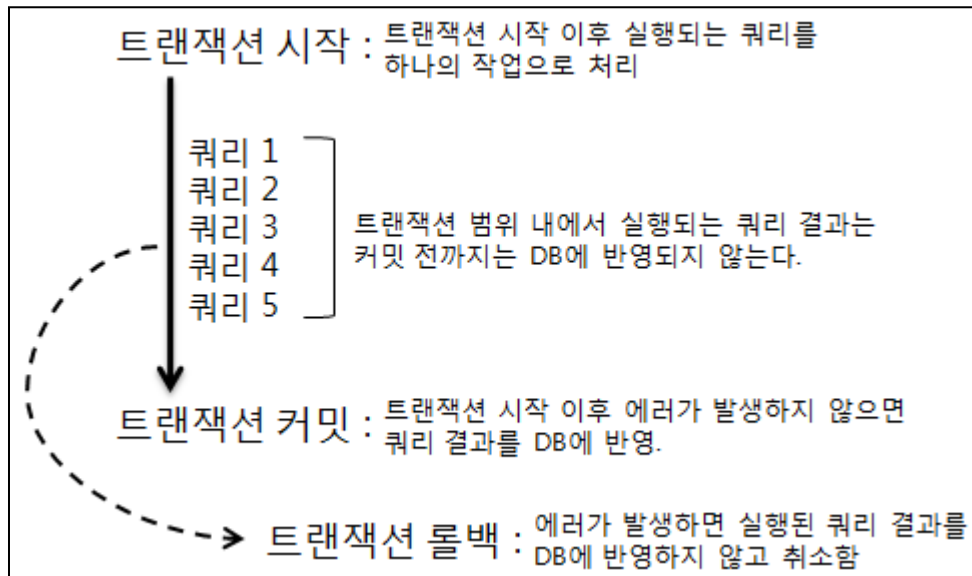 트랜잭션 시작 : 트랜잭션 시작 이후 실행되는 쿼리를
하나의 작업으로 처리
쿼리 1
쿼리 2
쿼리 3
쿼리 4
쿼리 5
트랜잭션 범위 내에서 실행되는 쿼리 결과는
커밋 전까지는 DB에 반영되지 않는다.
트랜잭션 커밋 : 트랜잭션 시작 이후 에러가 발생하지 않으면
쿼리 결과를 DB에 반영.
트랜잭션 롤백 : 에러가 발생하면 실행된 쿼리 결과를
DB에 반영하지 않고 취소함